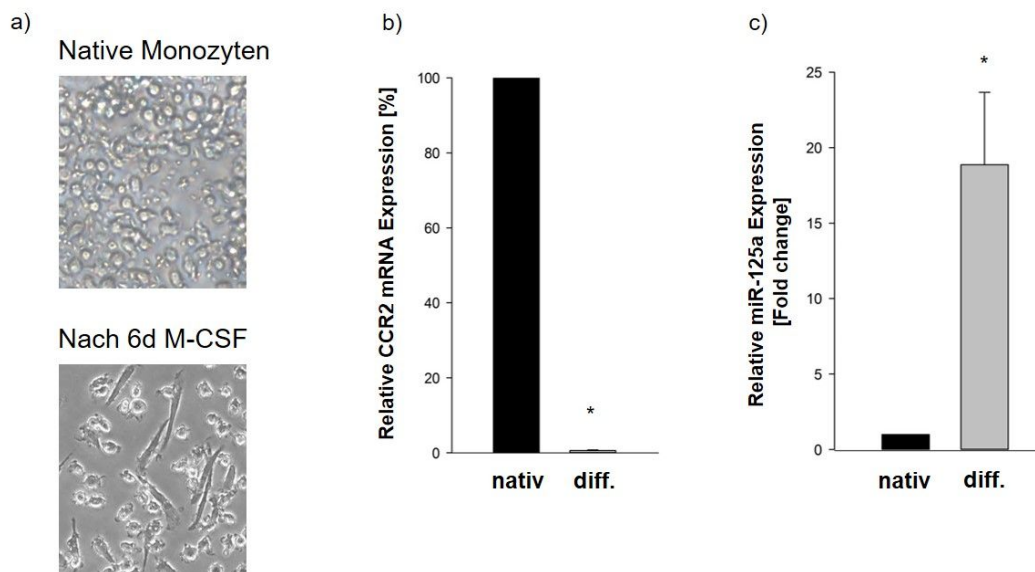 a)
Native Monozyten
Nach 6d M-CSF
b)
Relative CCR2 mRNA Expression [%]
100
80
60
40
20
0
*
nativ diff.
c)
Relative miR-125a Expression
[Fold change]
25
20
15
10
5
0
*
nativ diff.